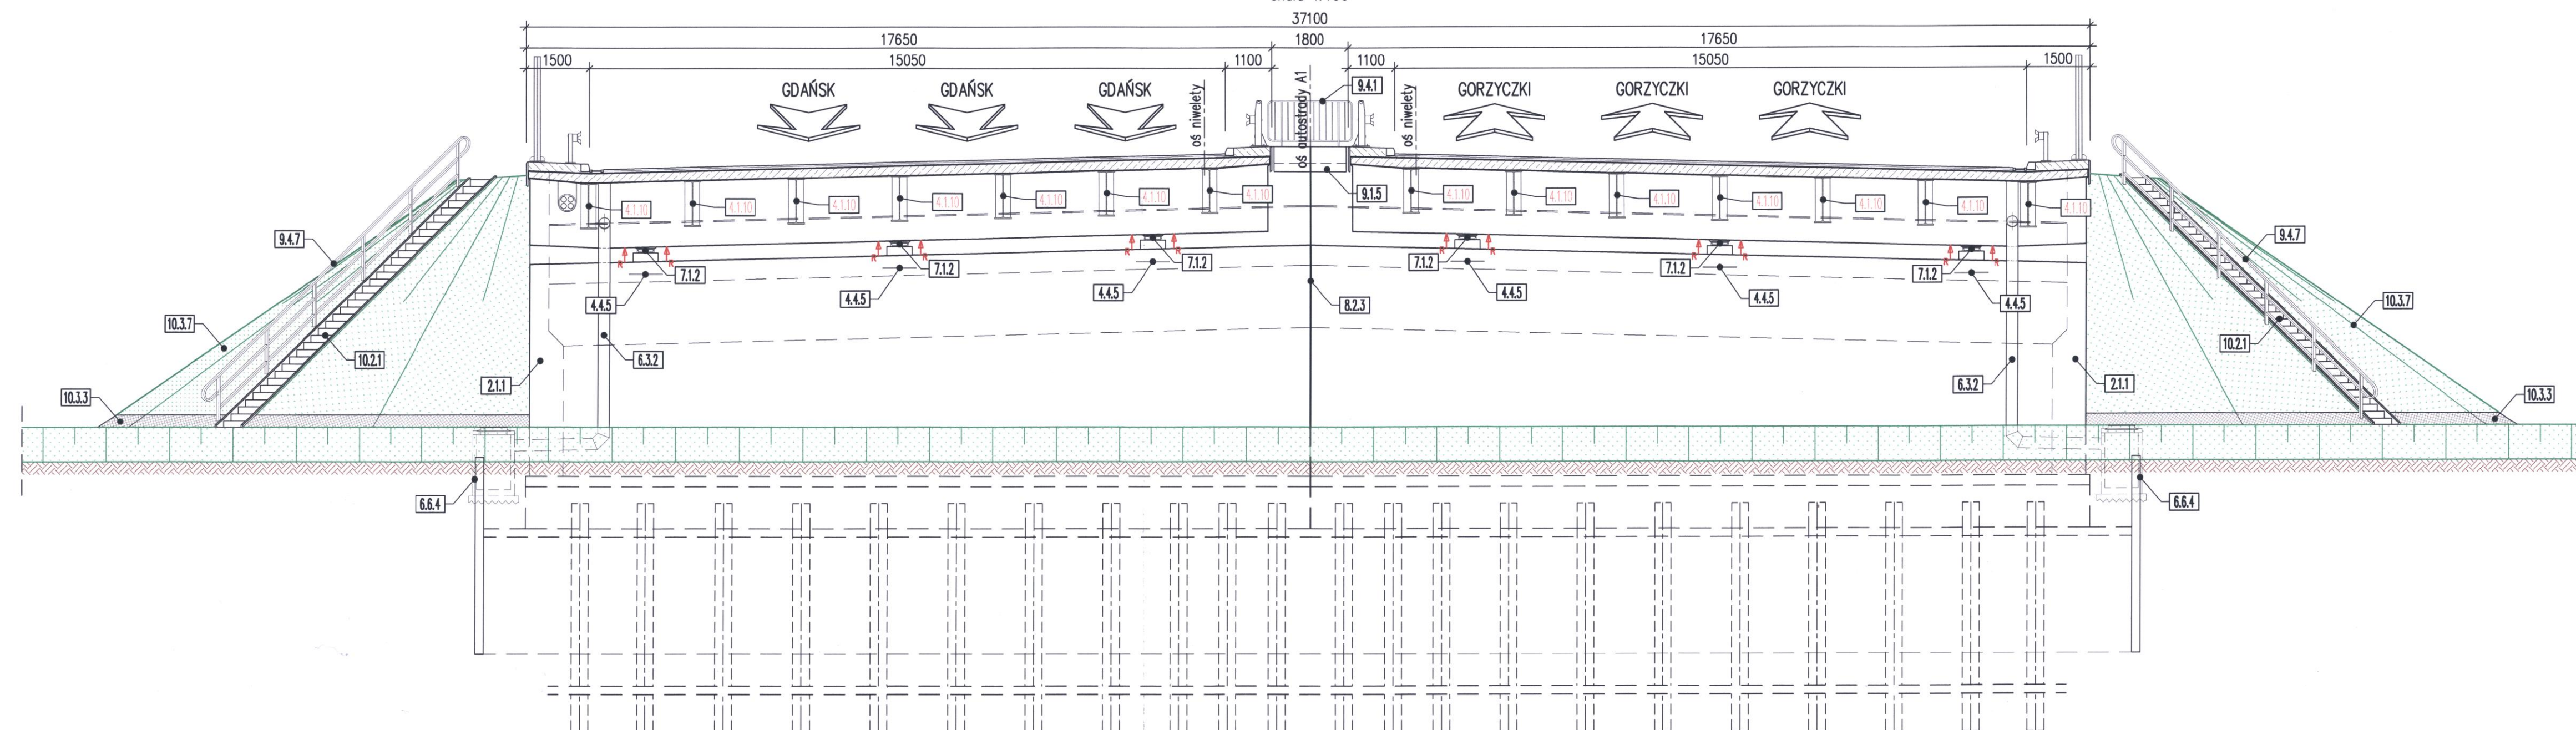 37100
17650 1800 17650
1500 15050 1100 1100 15050 1500
GDAŃSK GDAŃSK GDAŃSK GORZYCZKI GORZYCZKI GORZYCZKI
oś niwelety
oś autostrady A1
oś niwelety
9.4.1
9.1.5
4.1.10 4.1.10 4.1.10 4.1.10 4.1.10 4.1.10 4.1.10 4.1.10 4.1.10 4.1.10 4.1.10 4.1.10 4.1.10 4.1.10
9.4.7 9.4.7
R R R R R R R R R R R R
7.1.2 7.1.2 7.1.2 7.1.2 7.1.2 7.1.2
4.4.5 4.4.5 4.4.5 8.2.3 4.4.5 4.4.5 4.4.5
10.3.7 10.3.7
10.2.1 6.3.2 10.2.1
2.1.1 6.3.2 2.1.1
10.3.3 10.3.3
6.6.4 6.6.4